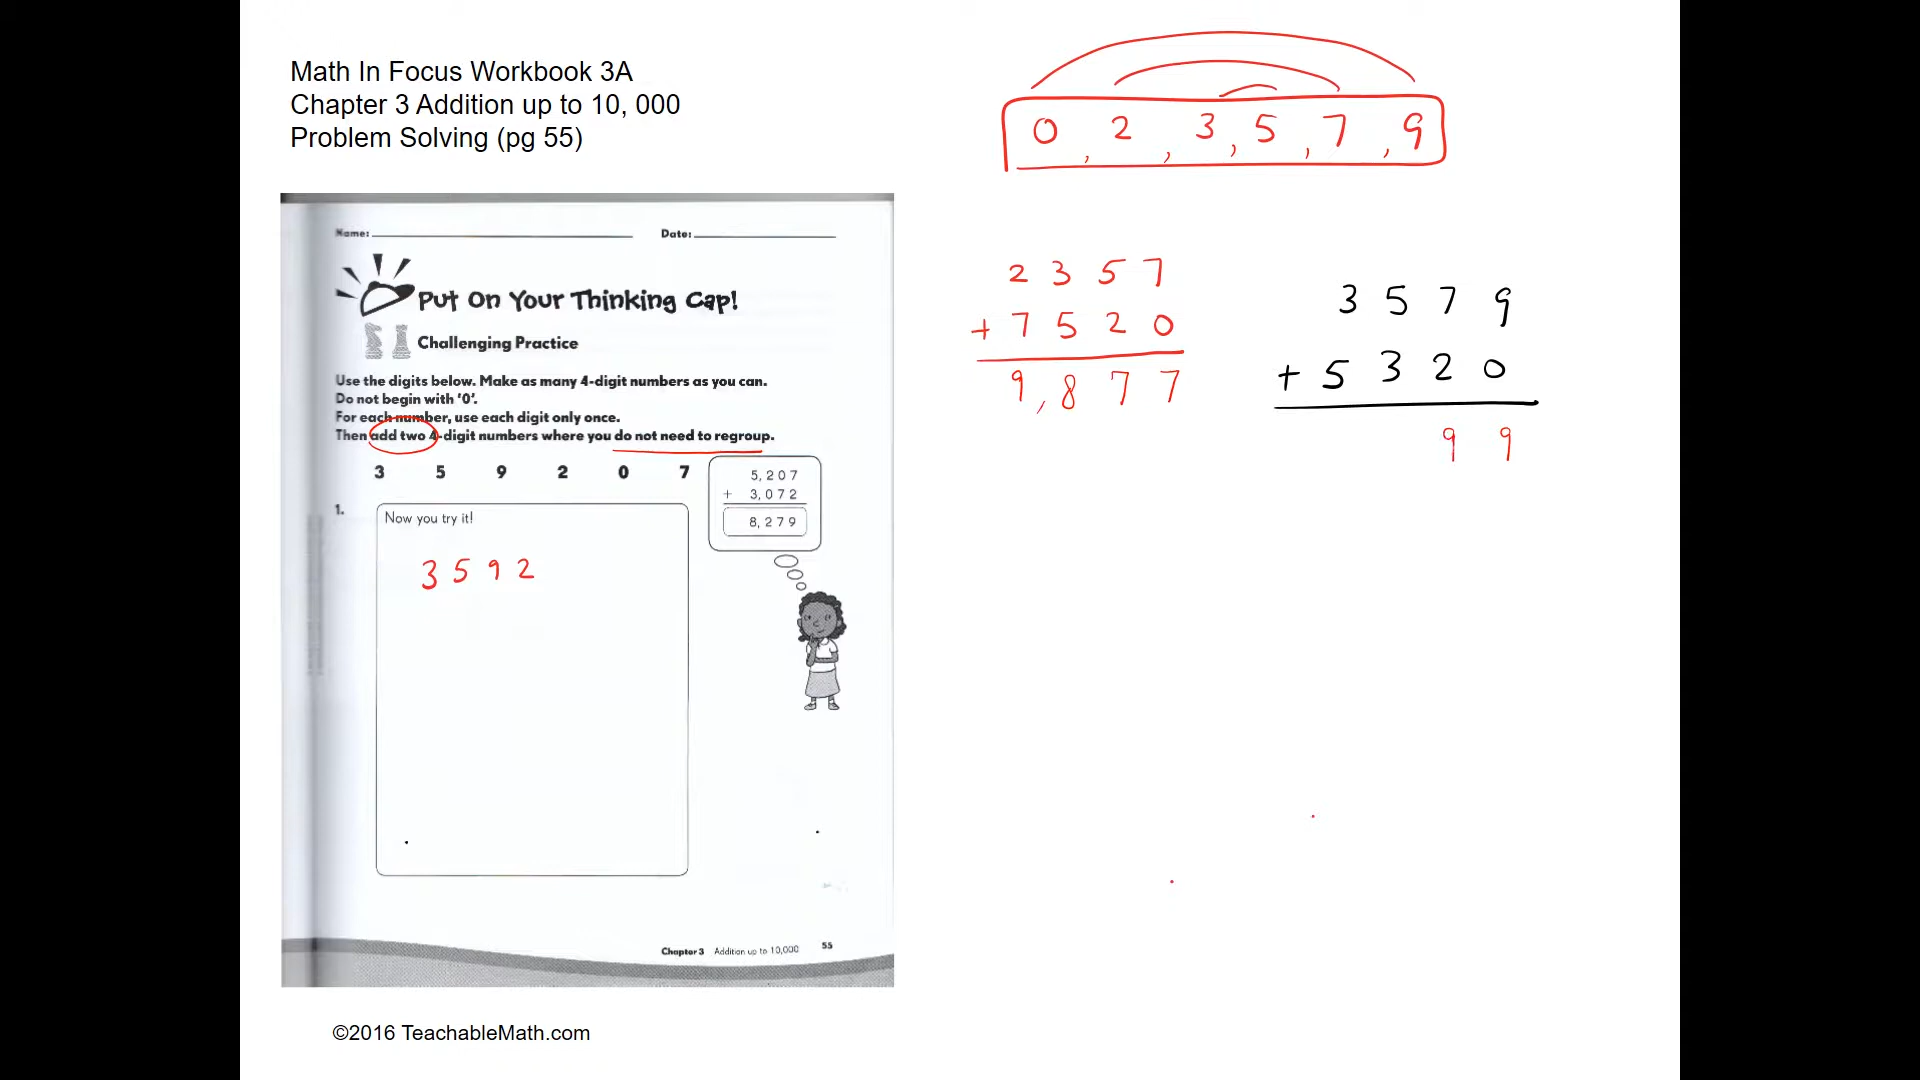 Math In Focus Workbook 3A
Chapter 3 Addition up to 10, 000
Problem Solving (pg 55)
0 , 2 , 3 , 5 , 7 , 9
Name: Date:
Put On Your Thinking Cap!
Challenging Practice
Use the digits below. Make as many 4-digit numbers as you can.
Do not begin with '0'.
For each number, use each digit only once.
Then add two 4-digit numbers where you do not need to regroup.
3 5 9 2 0 7
5,207
+ 3,072
8,279
1.
Now you try it!
3 5 9 2
Chapter 3 Addition up to 10,000 55
2 3 5 7
+ 7 5 2 0
9,8 7 7
3 5 7 9
+ 5 3 2 0
9 9
©2016 TeachableMath.com